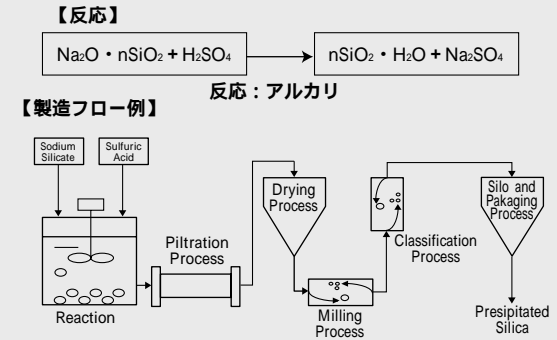 【反応】
Na₂O・nSiO₂ + H₂SO₄
nSiO₂・H₂O + Na₂SO₄
反応：アルカリ
【製造フロー例】
Sodium
Silicate
Sulfuric
Acid
Reaction
Piltration
Process
Drying
Process
Milling
Process
Classification
Process
Silo and
Pakaging
Process
Presipitated
Silica